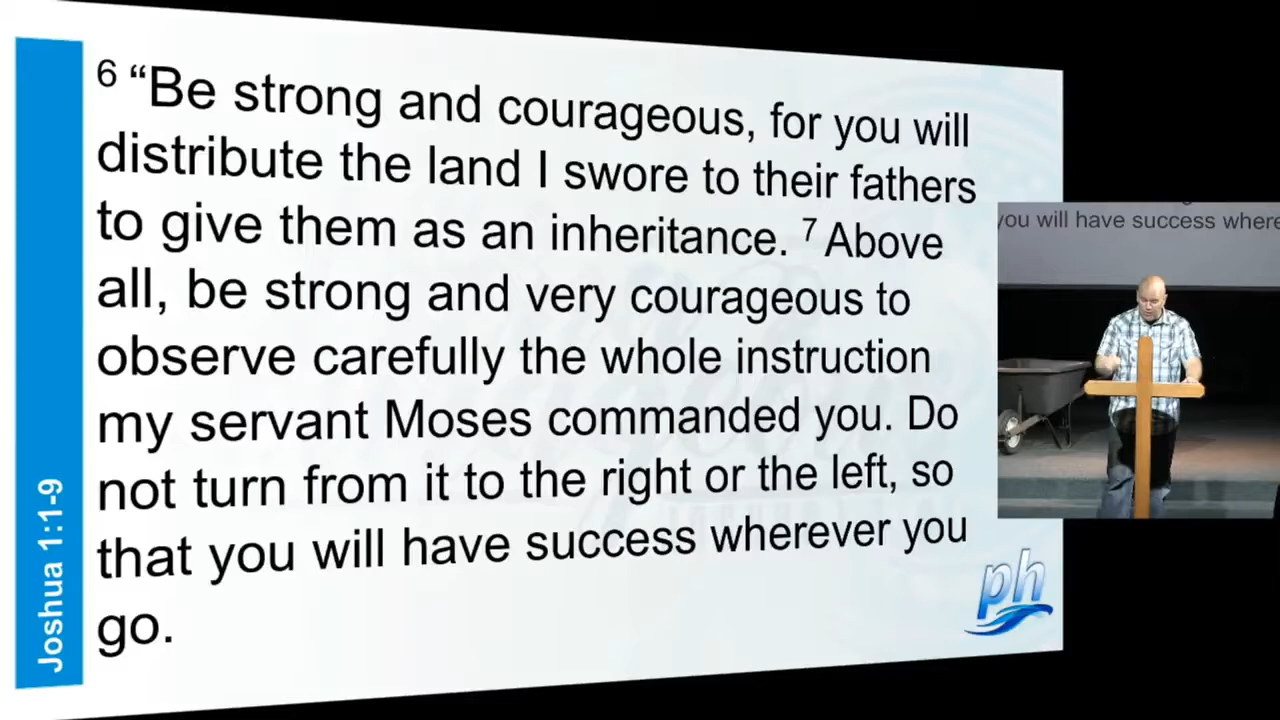 6 “Be strong and courageous, for you will
distribute the land I swore to their fathers
to give them as an inheritance. 7 Above
all, be strong and very courageous to
observe carefully the whole instruction
my servant Moses commanded you. Do
not turn from it to the right or the left, so
that you will have success wherever you
go.
Joshua 1:1-9
ph
you will have success where